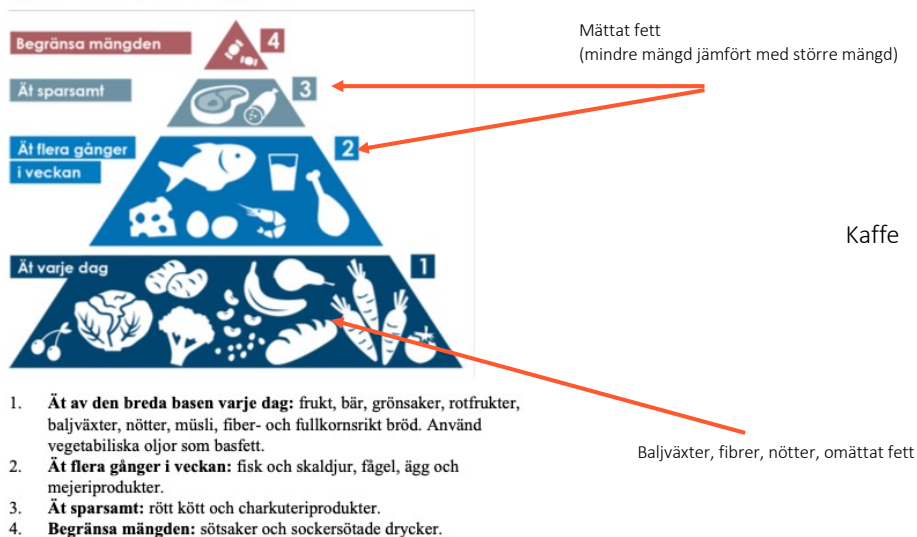 Begränsa mängden
4
Ät sparsamt
3
Ät flera gånger
i veckan
2
Ät varje dag
1
Mättat fett
(mindre mängd jämfört med större mängd)
Kaffe
Baljväxter, fibrer, nötter, omättat fett
1. Ät av den breda basen varje dag: frukt, bär, grönsaker, rotfrukter,
baljväxter, nötter, müsli, fiber- och fullkornsrikt bröd. Använd
vegetabiliska oljor som basfett.
2. Ät flera gånger i veckan: fisk och skaldjur, fågel, ägg och
mejeriprodukter.
3. Ät sparsamt: rött kött och charkuteriprodukter.
4. Begränsa mängden: sötsaker och sockersötade drycker.